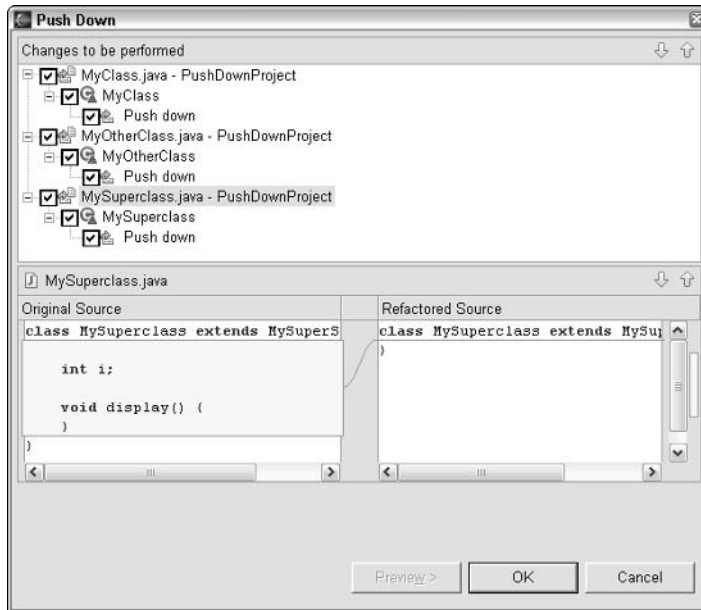 Push Down
Changes to be performed
MyClass.java - PushDownProject
MyClass
Push down
MyOtherClass.java - PushDownProject
MyOtherClass
Push down
MySuperclass.java - PushDownProject
MySuperclass
Push down
J MySuperclass.java
Original Source
Refactored Source
class MySuperclass extends MySuperS
int i;
void display() {
}
}
class MySuperclass extends MySup
}
Preview >
OK
Cancel